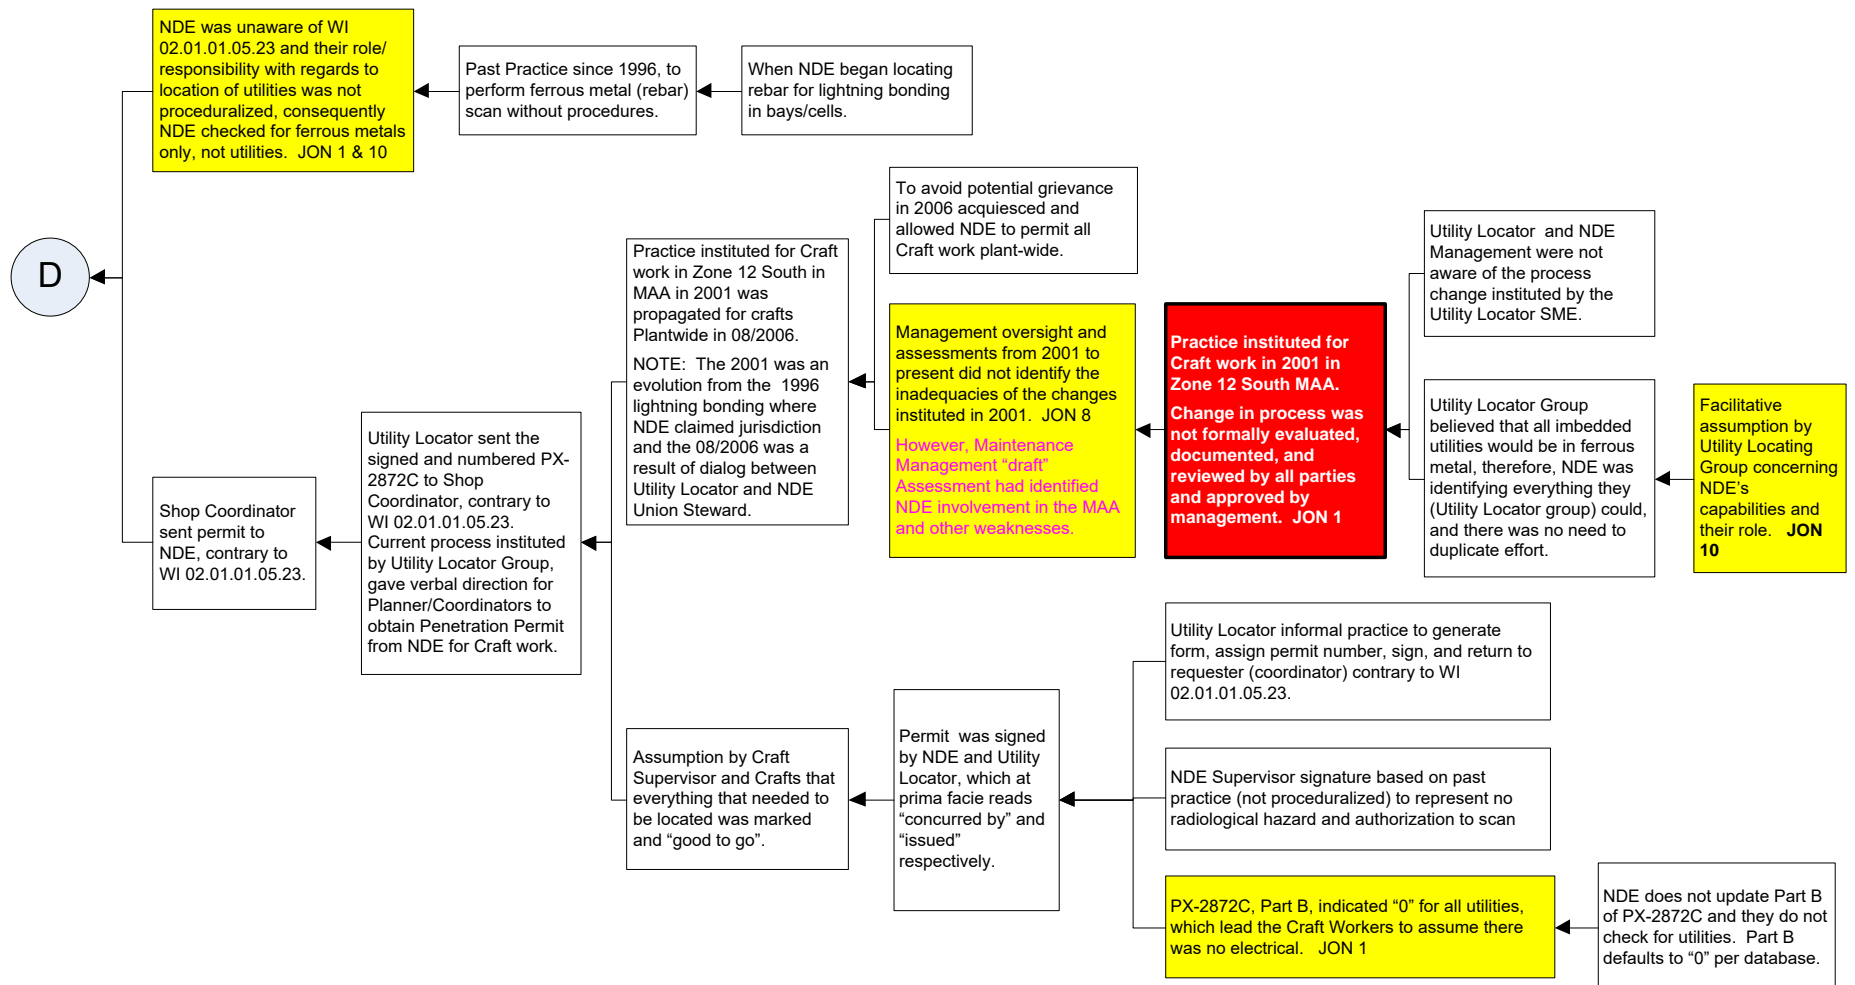 NDE was unaware of WI
02.01.01.05.23 and their role/
responsibility with regards to
location of utilities was not
proceduralized, consequently
NDE checked for ferrous metals
only, not utilities.  JON 1 & 10
Past Practice since 1996, to
perform ferrous metal (rebar)
scan without procedures.
When NDE began locating
rebar for lightning bonding
in bays/cells.
D
Shop Coordinator
sent permit to
NDE, contrary to
WI 02.01.01.05.23.
Utility Locator sent the
signed and numbered PX-
2872C to Shop
Coordinator, contrary to
WI 02.01.01.05.23.
Current process instituted
by Utility Locator Group,
gave verbal direction for
Planner/Coordinators to
obtain Penetration Permit
from NDE for Craft work.
Practice instituted for Craft
work in Zone 12 South in
MAA in 2001 was
propagated for crafts
Plantwide in 08/2006.
NOTE:  The 2001 was an
evolution from the  1996
lightning bonding where
NDE claimed jurisdiction
and the 08/2006 was a
result of dialog between
Utility Locator and NDE
Union Steward.
To avoid potential grievance
in 2006 acquiesced and
allowed NDE to permit all
Craft work plant-wide.
Management oversight and
assessments from 2001 to
present did not identify the
inadequacies of the changes
instituted in 2001.  JON 8
However, Maintenance
Management “draft”
Assessment had identified
NDE involvement in the MAA
and other weaknesses.
Practice instituted for
Craft work in 2001 in
Zone 12 South MAA.
Change in process was
not formally evaluated,
documented, and
reviewed by all parties
and approved by
management.  JON 1
Utility Locator  and NDE
Management were not
aware of the process
change instituted by the
Utility Locator SME.
Utility Locator Group
believed that all imbedded
utilities would be in ferrous
metal, therefore, NDE was
identifying everything they
(Utility Locator group) could,
and there was no need to
duplicate effort.
Facilitative
assumption by
Utility Locating
Group concerning
NDE’s
capabilities and
their role.   JON
10
Assumption by Craft
Supervisor and Crafts that
everything that needed to
be located was marked
and “good to go”.
Permit  was signed
by NDE and Utility
Locator, which at
prima facie reads
“concurred by” and
“issued”
respectively.
Utility Locator informal practice to generate
form, assign permit number, sign, and return to
requester (coordinator) contrary to WI
02.01.01.05.23.
NDE Supervisor signature based on past
practice (not proceduralized) to represent no
radiological hazard and authorization to scan
PX-2872C, Part B, indicated “0” for all utilities,
which lead the Craft Workers to assume there
was no electrical.   JON 1
NDE does not update Part B
of PX-2872C and they do not
check for utilities.  Part B
defaults to “0” per database.